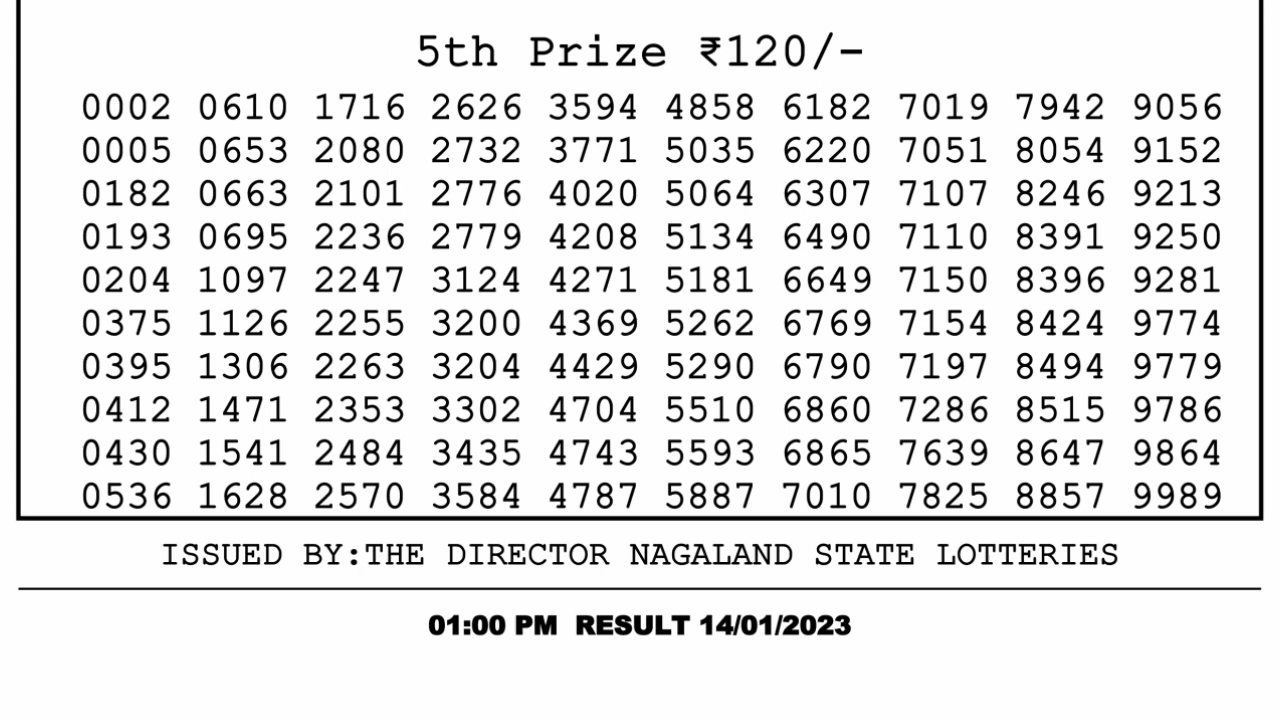 5th Prize ₹120/-
0002 0610 1716 2626 3594 4858 6182 7019 7942 9056
0005 0653 2080 2732 3771 5035 6220 7051 8054 9152
0182 0663 2101 2776 4020 5064 6307 7107 8246 9213
0193 0695 2236 2779 4208 5134 6490 7110 8391 9250
0204 1097 2247 3124 4271 5181 6649 7150 8396 9281
0375 1126 2255 3200 4369 5262 6769 7154 8424 9774
0395 1306 2263 3204 4429 5290 6790 7197 8494 9779
0412 1471 2353 3302 4704 5510 6860 7286 8515 9786
0430 1541 2484 3435 4743 5593 6865 7639 8647 9864
0536 1628 2570 3584 4787 5887 7010 7825 8857 9989
ISSUED BY:THE DIRECTOR NAGALAND STATE LOTTERIES
01:00 PM RESULT 14/01/2023